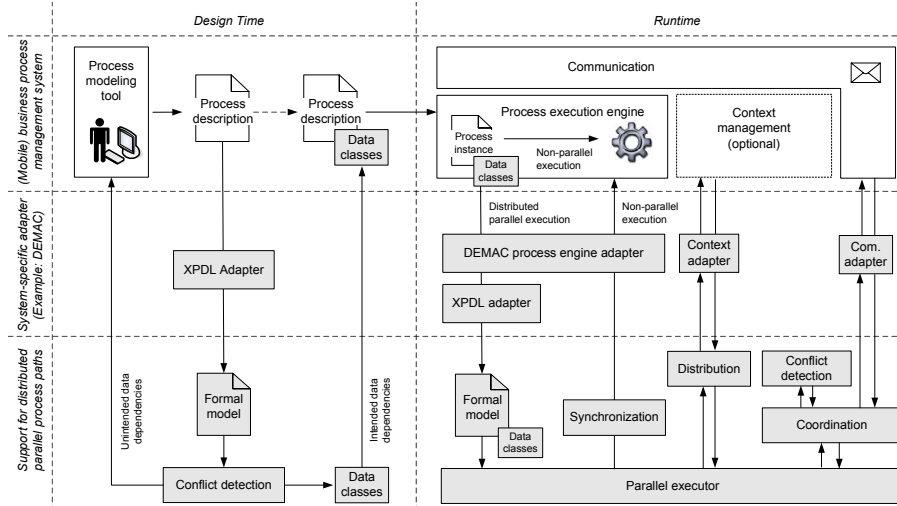 Design Time
Runtime
(Mobile) business process
management system
Process
modeling
tool
Process
description
Process
description
Data
classes
Communication
Process execution engine
Process
instance
Data
classes
Non-parallel
execution
Context
management
(optional)
System-specific adapter
(Example: DEMAC)
XPDL Adapter
Distributed
parallel execution
Non-parallel
execution
DEMAC process engine adapter
XPDL adapter
Context
adapter
Com.
adapter
Support for distributed
parallel process paths
Unintended data
dependencies
Formal
model
Intended data
dependencies
Conflict detection
Data
classes
Formal
model
Data
classes
Synchronization
Distribution
Conflict
detection
Coordination
Parallel executor